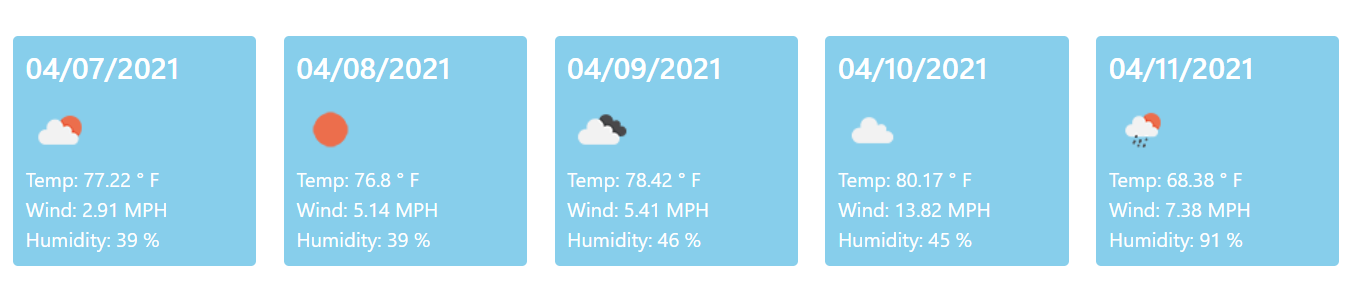 04/07/2021
Temp: 77.22 ° F
Wind: 2.91 MPH
Humidity: 39 %
04/08/2021
Temp: 76.8 ° F
Wind: 5.14 MPH
Humidity: 39 %
04/09/2021
Temp: 78.42 ° F
Wind: 5.41 MPH
Humidity: 46 %
04/10/2021
Temp: 80.17 ° F
Wind: 13.82 MPH
Humidity: 45 %
04/11/2021
Temp: 68.38 ° F
Wind: 7.38 MPH
Humidity: 91 %